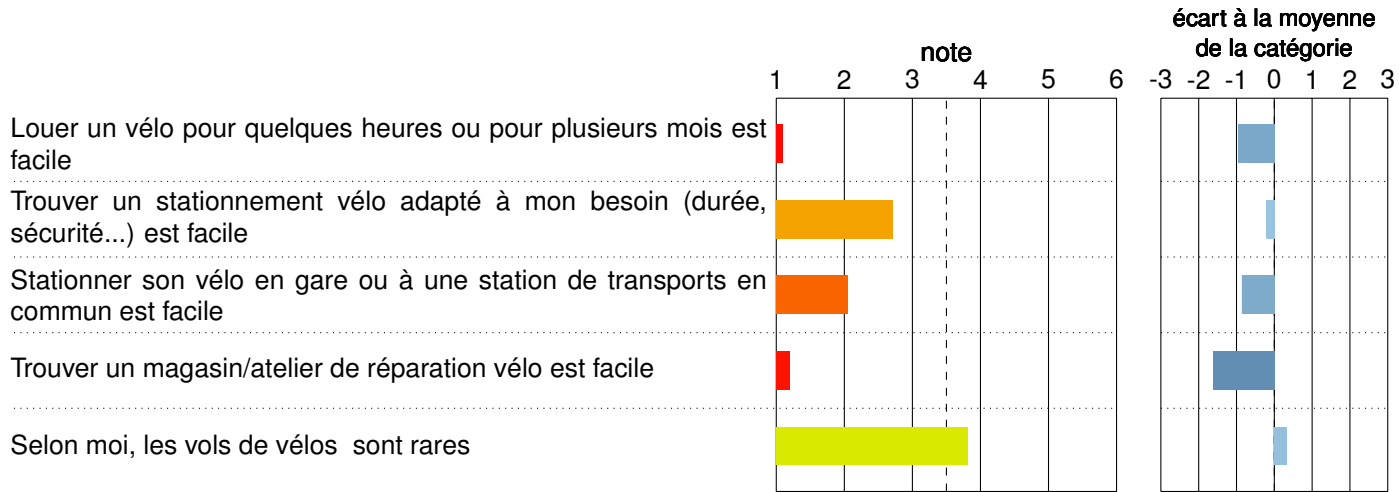 écart à la moyenne
de la catégorie
note
1 2 3 4 5 6
-3 -2 -1 0 1 2 3
Louer un vélo pour quelques heures ou pour plusieurs mois est
facile
Trouver un stationnement vélo adapté à mon besoin (durée,
sécurité...) est facile
Stationner son vélo en gare ou à une station de transports en
commun est facile
Trouver un magasin/atelier de réparation vélo est facile
Selon moi, les vols de vélos sont rares